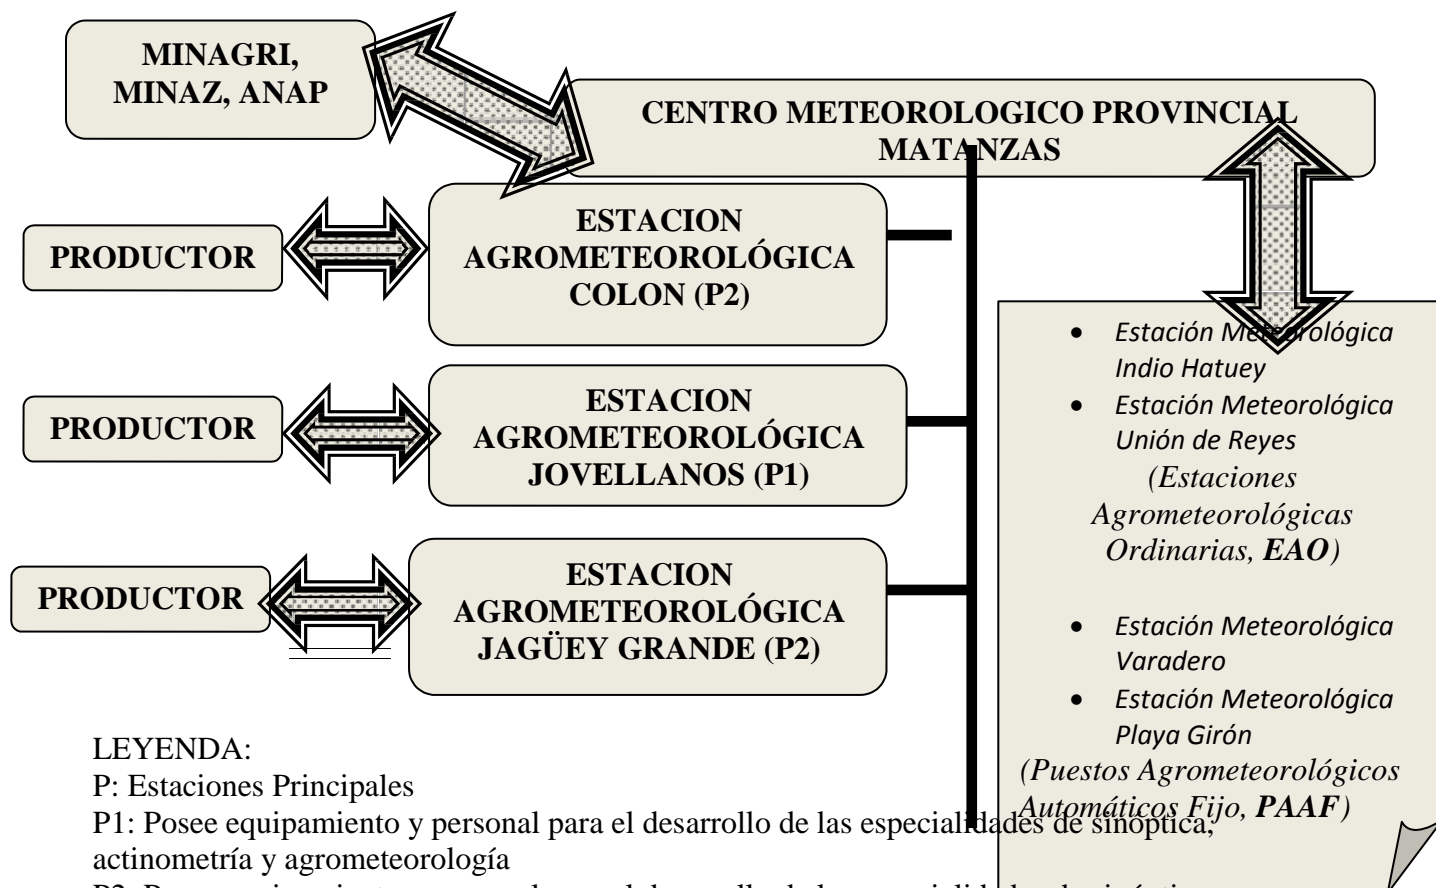 MINAGRI,
MINAZ, ANAP
CENTRO METEOROLOGICO PROVINCIAL
MATANZAS
PRODUCTOR
ESTACION
AGROMETEOROLÓGICA
COLON (P2)
PRODUCTOR
ESTACION
AGROMETEOROLÓGICA
JOVELLANOS (P1)
PRODUCTOR
ESTACION
AGROMETEOROLÓGICA
JAGÜEY GRANDE (P2)
• Estación Meteorológica
Indio Hatuey
• Estación Meteorológica
Unión de Reyes
(Estaciones
Agrometeorológicas
Ordinarias, EAO)
• Estación Meteorológica
Varadero
• Estación Meteorológica
Playa Girón
(Puestos Agrometeorológicos
Automáticos Fijo, PAAF)
LEYENDA:
P: Estaciones Principales
P1: Posee equipamiento y personal para el desarrollo de las especialidades de sinóptica,
actinometría y agrometeorología